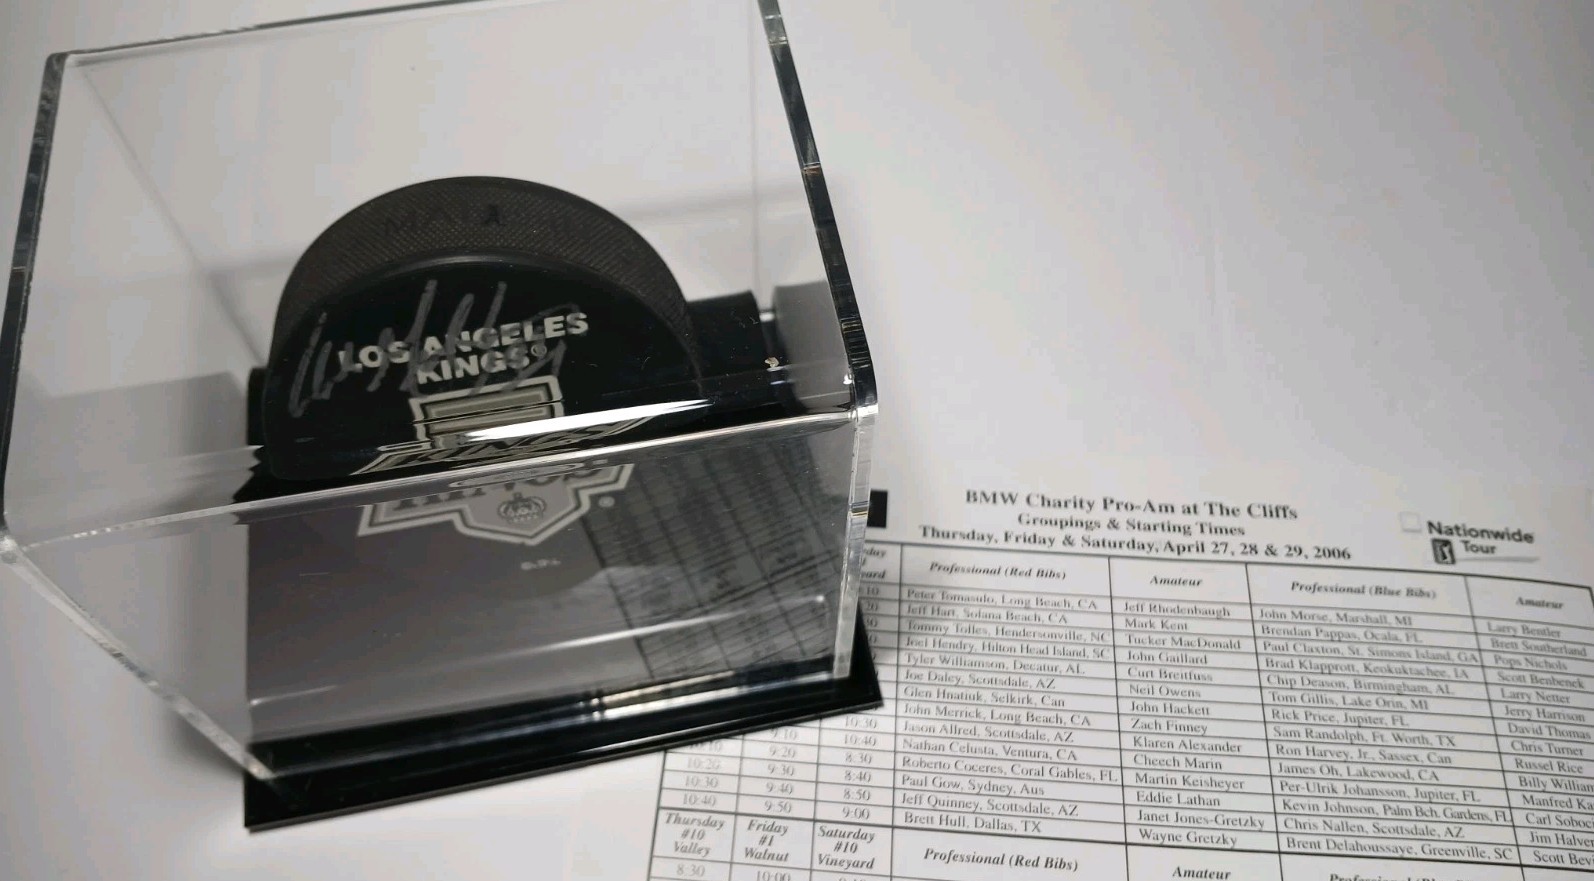 LOS ANGELES
KINGS®
BMW Charity Pro-Am at The Cliffs
Groupings & Starting Times
Thursday, Friday & Saturday, April 27, 28 & 29, 2006
Nationwide
Tour
Professional (Red Bibs) Amateur Professional (Blue Bibs) Amateur
Peter Tomasulo, Long Beach, CA Jeff Rhodenbaugh John Morse, Marshall, MI Larry Beutler
Jeff Hart, Solana Beach, CA Mark Kent Brendan Pappas, Ocala, FL Brett Southerland
Tommy Tolles, Hendersonville, NC Tucker MacDonald Paul Claxton, St. Simons Island, GA Pops Nichols
Joel Hendry, Hilton Head Island, SC John Gaillard Brad Klapprott, Keokuktachee, IA Scott Benbenek
Tyler Williamson, Decatur, AL Curt Breitfuss Chip Deason, Birmingham, AL Larry Netter
Joe Daley, Scottsdale, AZ Neil Owens Tom Gillis, Lake Orin, MI Jerry Harrison
Glen Hnatiuk, Selkirk, Can John Hackett Rick Price, Jupiter, FL David Thomas
John Merrick, Long Beach, CA Zach Finney Sam Randolph, Ft. Worth, TX Chris Turner
10:30 Jason Allred, Scottsdale, AZ Klaren Alexander Ron Harvey, Jr., Sassex, Can Russel Rice
9:10 10:40 Nathan Celusta, Ventura, CA Cheech Marin James Oh, Lakewood, CA Billy
9:20 8:30 Roberto Coceres, Coral Gables, FL Martin Keisheyer Per-Ulrik Johansson, Jupiter, FL Manfred
10:20 9:30 8:40 Paul Gow, Sydney, Aus Eddie Lathan Kevin Johnson, Palm Bch. Gardens, FL Carl
10:30 9:40 8:50 Jeff Quinney, Scottsdale, AZ Janet Jones-Gretzky Chris Nallen, Scottsdale, AZ Jim
10:40 9:50 9:00 Brett Hull, Dallas, TX Wayne Gretzky Brent Delahoussaye, Greenville, SC Scott
Thursday Friday Saturday
#10 #1 #10
Valley Walnut Vineyard
Professional (Red Bibs) Amateur
8:30 10:00